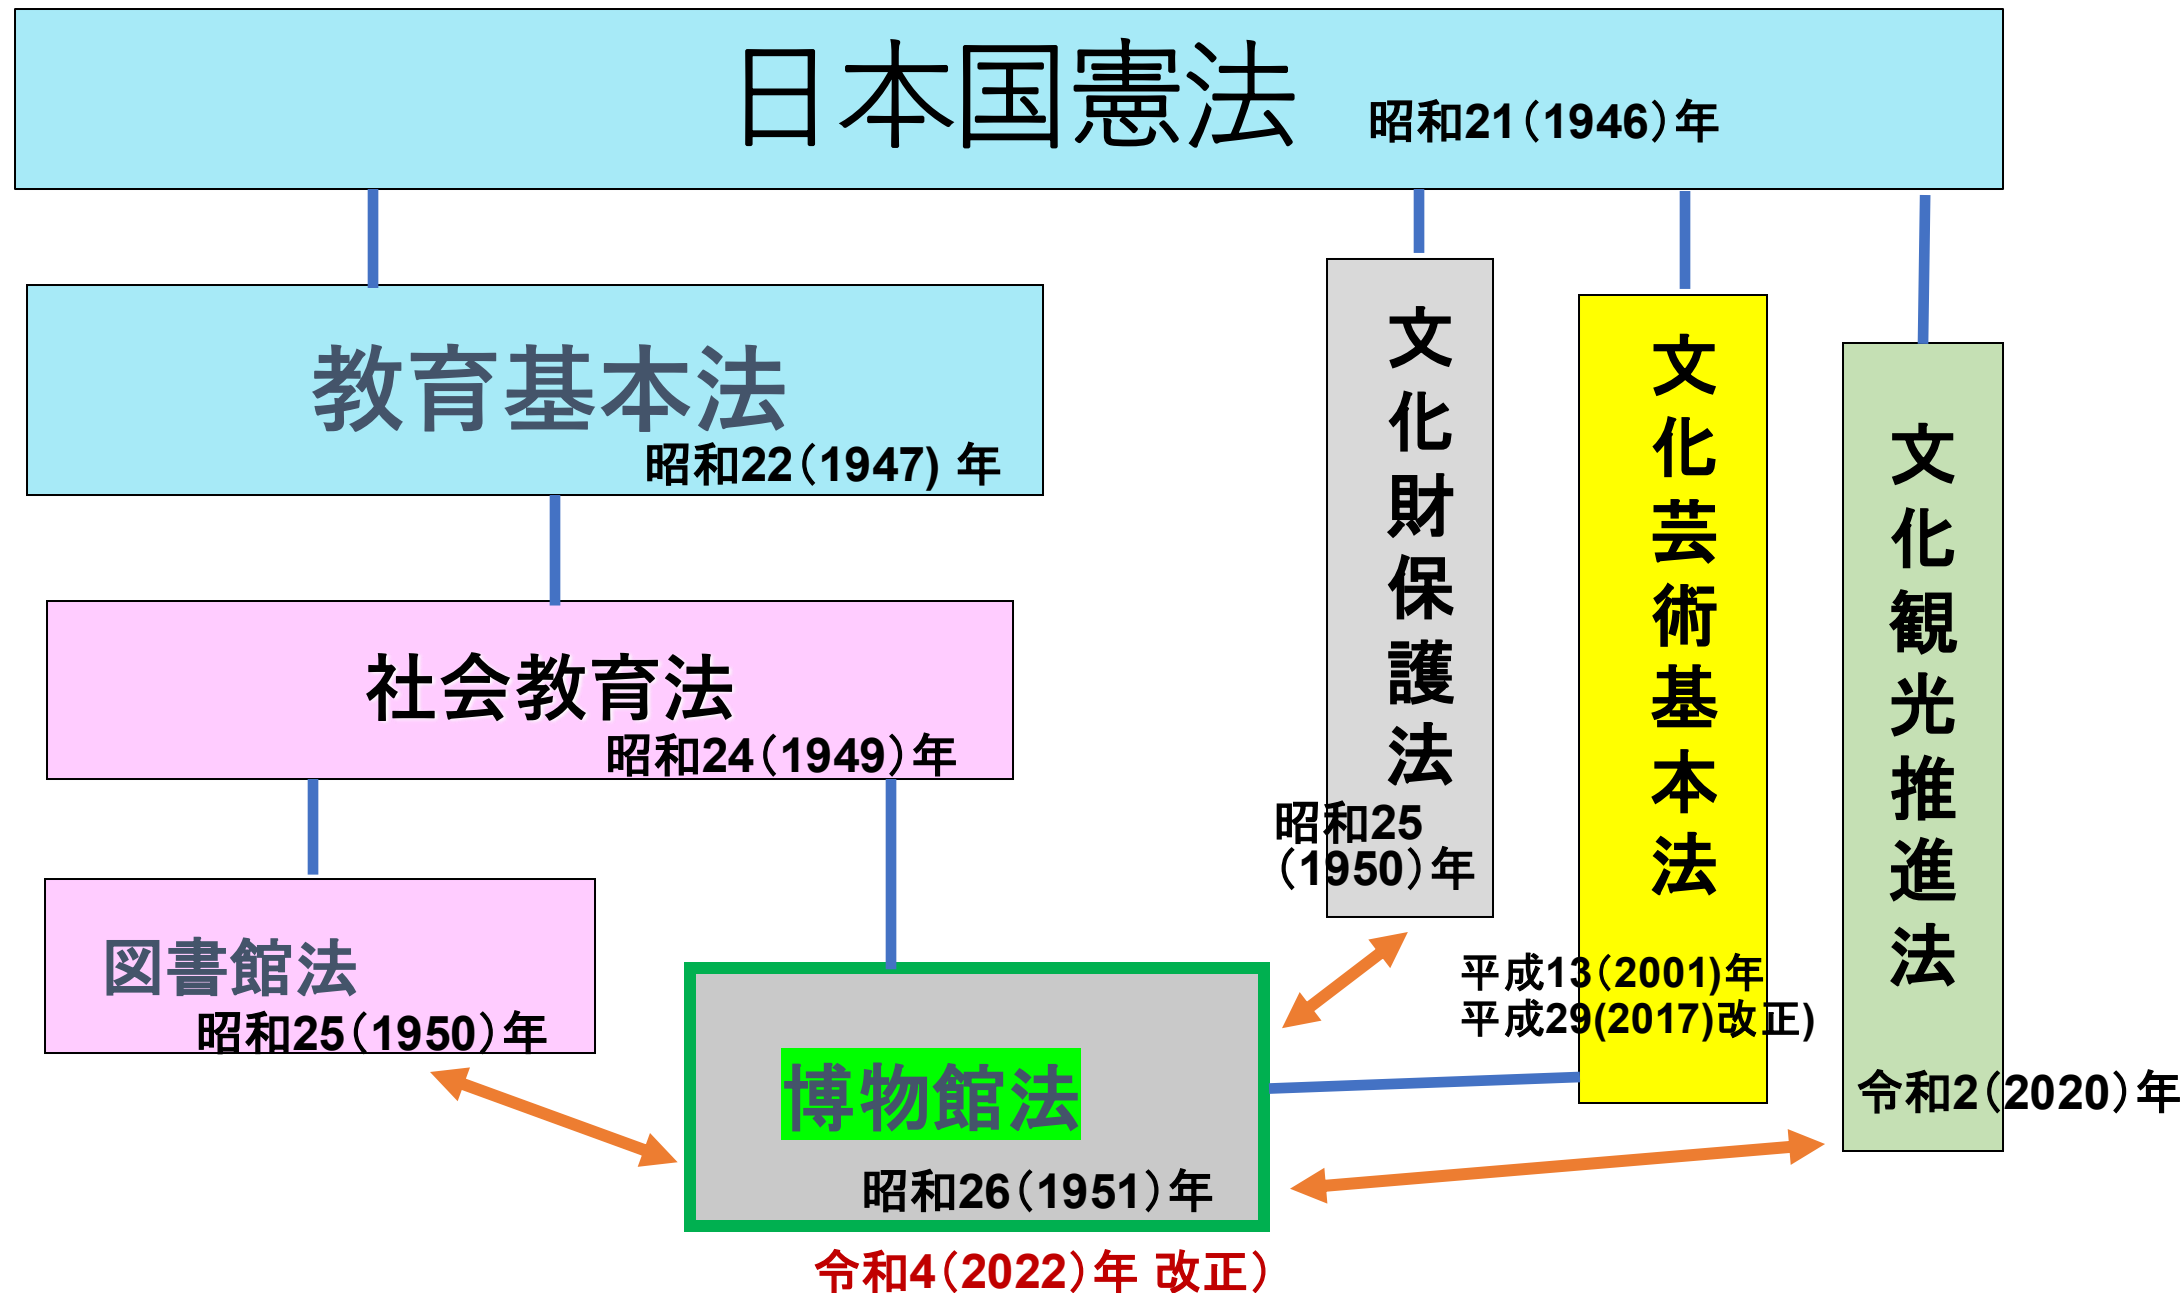 日本国憲法 昭和21（1946）年
教育基本法
昭和22（1947) 年
社会教育法
昭和24（1949）年
図書館法
昭和25（1950）年
博物館法
昭和26（1951）年
令和4（2022）年 改正）
文化財保護法
昭和25
（1950）年
文化芸術基本法
平成13（2001)年
平成29(2017)改正)
文化観光推進法
令和2（2020）年